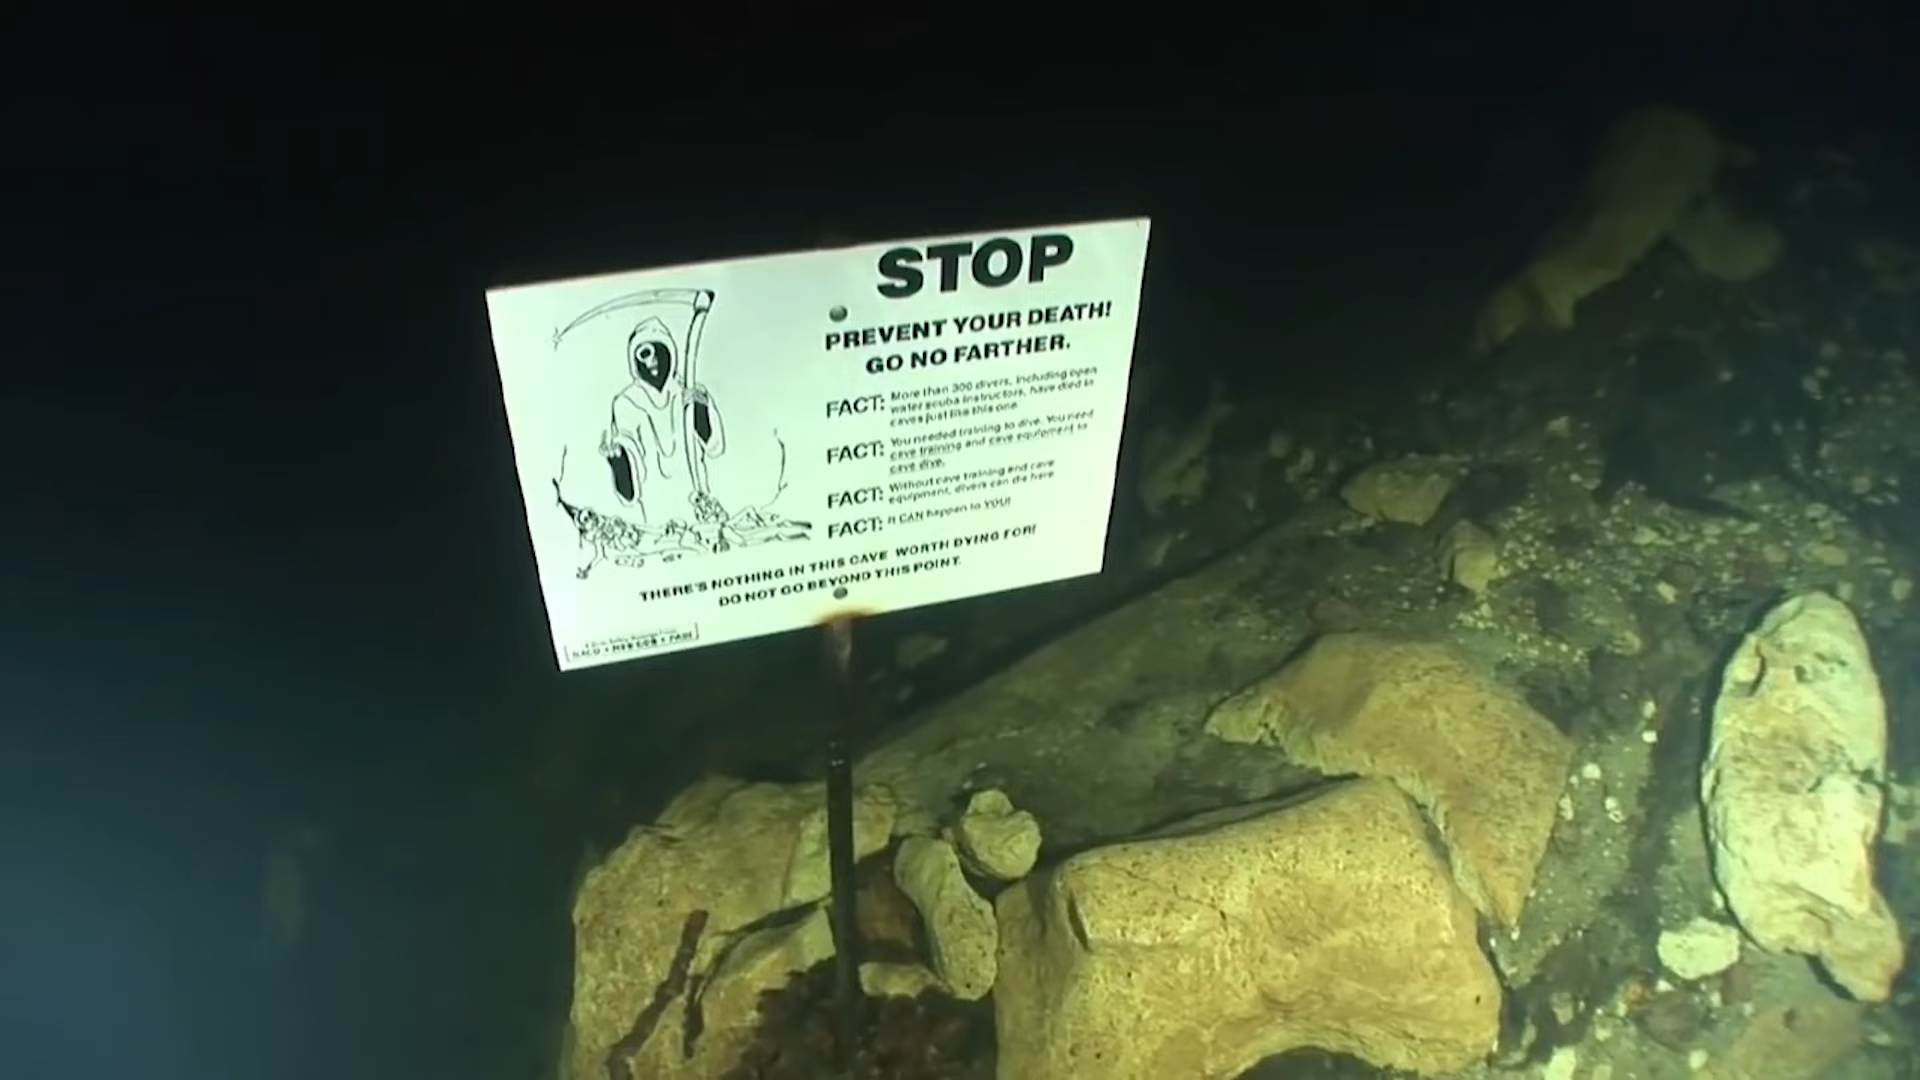 STOP
PREVENT YOUR DEATH!
GO NO FARTHER.
FACT: More than 300 divers, including open
water scuba instructors, have died in
caves just like this one.
FACT: You needed training to dive. You need
cave training and cave equipment to
cave dive.
FACT: Without cave training and cave
equipment, divers can die here
FACT: It CAN happen to YOU!
THERE'S NOTHING IN THIS CAVE WORTH DYING FOR!
DO NOT GO BEYOND THIS POINT.